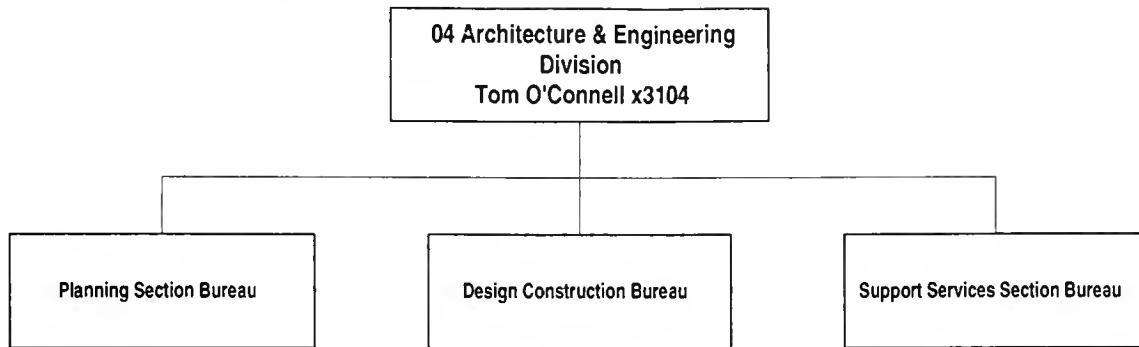 04 Architecture & Engineering
Division
Tom O'Connell x3104
Planning Section Bureau
Design Construction Bureau
Support Services Section Bureau